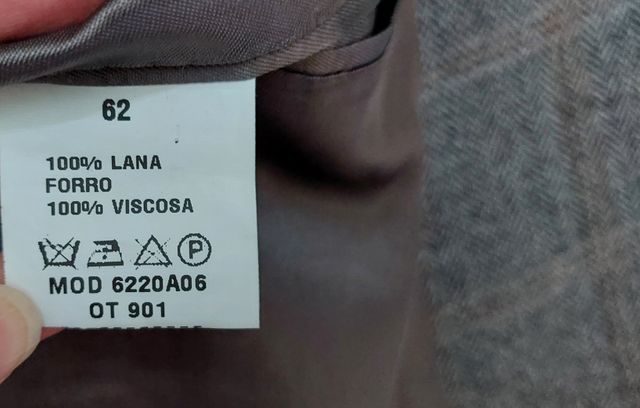 62
100% LANA
FORRO
100% VISCOSA
P
MOD 6220A06
OT 901